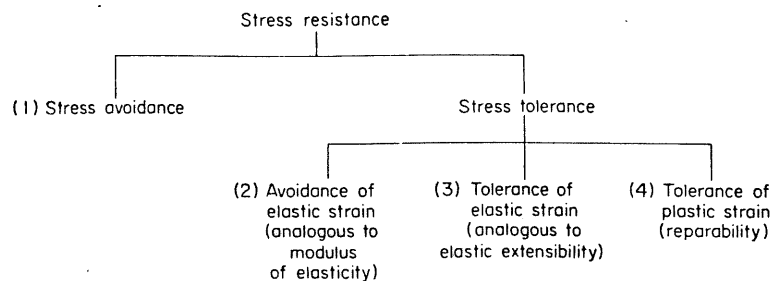 Stress resistance
(1) Stress avoidance
Stress tolerance
(2) Avoidance of
elastic strain
(analogous to
modulus
of elasticity)
(3) Tolerance of
elastic strain
(analogous to
elastic extensibility)
(4) Tolerance of
plastic strain
(reparability)